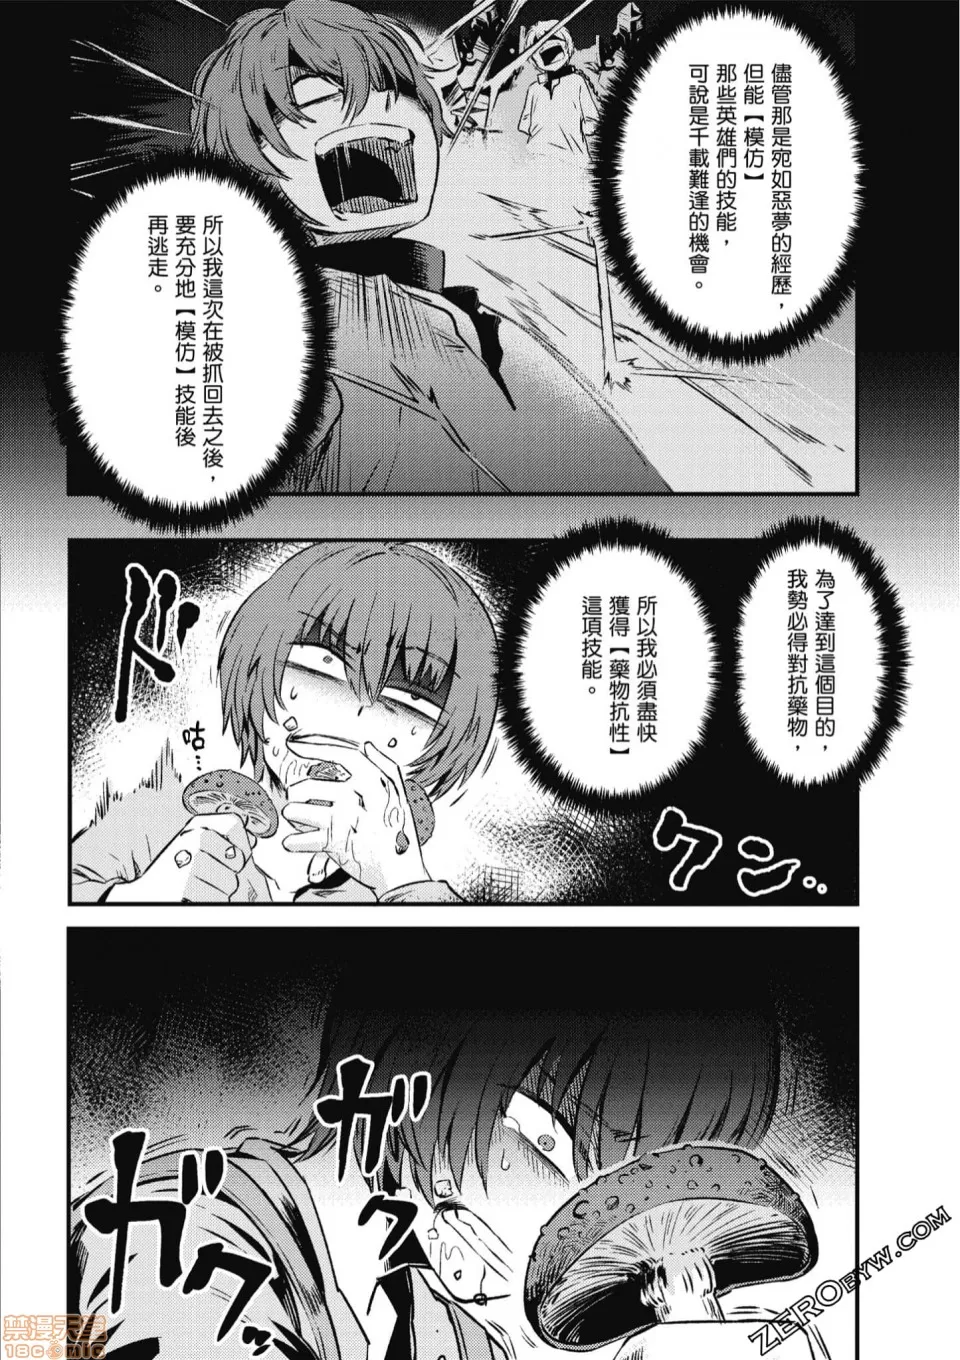 儘管那是宛如惡夢的經歷，
但能【模仿】
那些英雄們的技能，
可說是千載難逢的機會。
所以我這次在被抓回去之後，
要充分地【模仿】技能後
再逃走。
為了達到這個目的，
我勢必得對抗藥物，
所以我必須盡快
獲得【藥物抗性】
這項技能。
ドクン..
咕…
ガク
ガク
ZEROBYW.COM
禁漫天堂
18COMIC